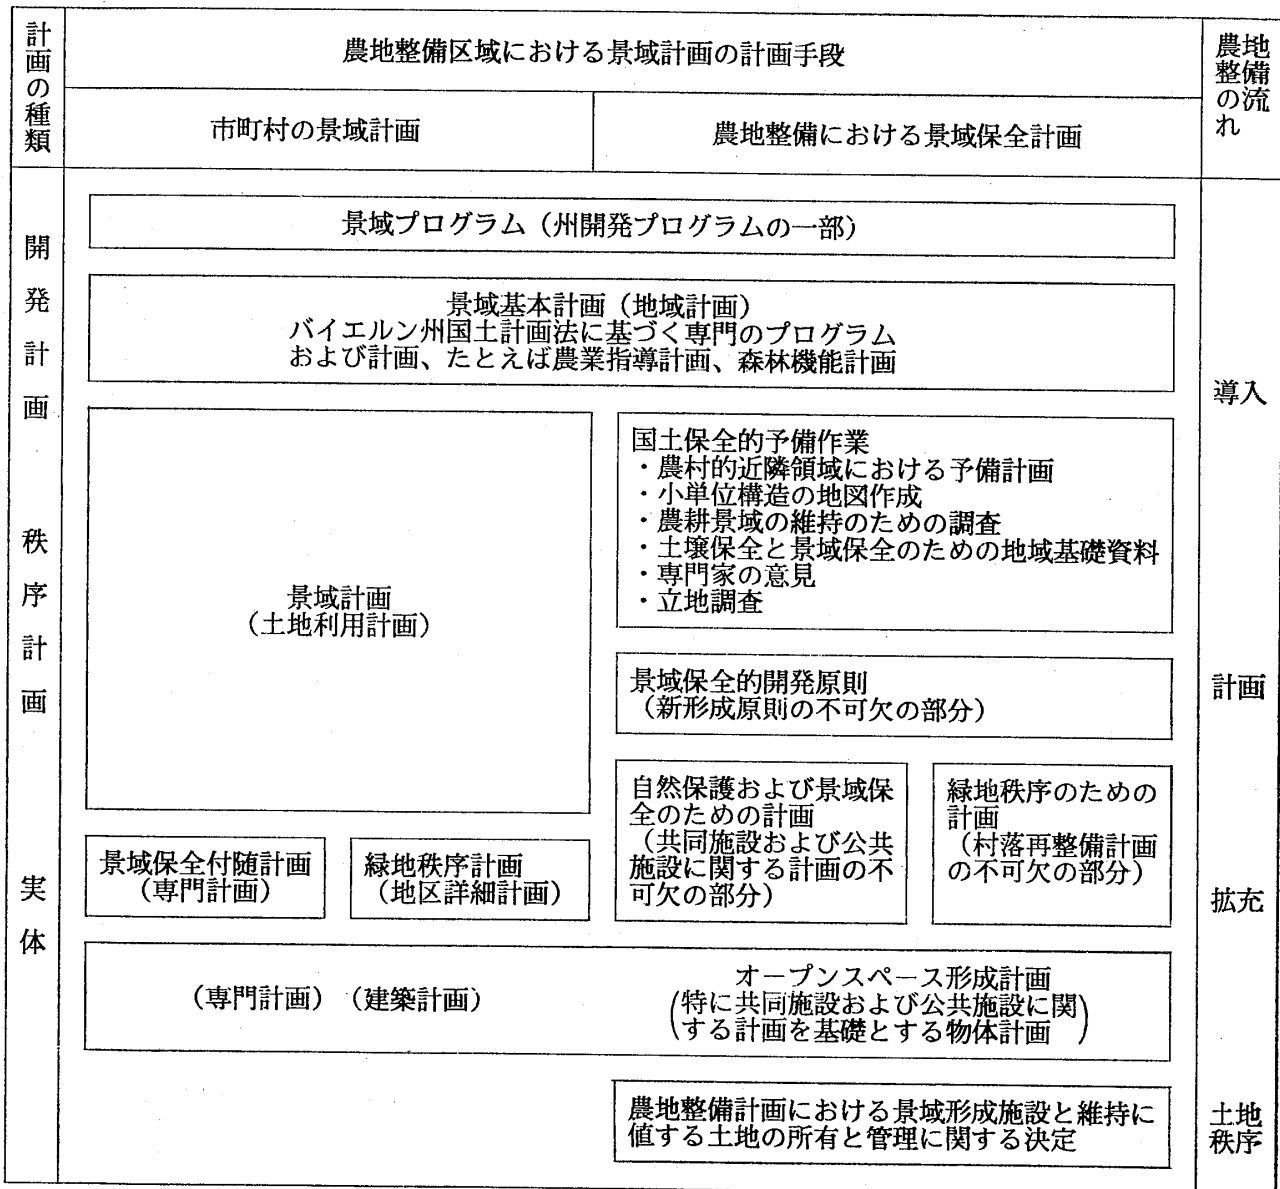 計画の種類
農地整備区域における景域計画の計画手段
農地
整備
の流
れ
市町村の景域計画
農地整備における景域保全計画
開発計画
秩序計画
実体
景域プログラム（州開発プログラムの一部）
景域基本計画（地域計画）
バイエルン州国土計画法に基づく専門のプログラム
および計画、たとえば農業指導計画、森林機能計画
導入
景域計画
（土地利用計画）
国土保全的予備作業
・農村的近隣領域における予備計画
・小単位構造の地図作成
・農耕景域の維持のための調査
・土壌保全と景域保全のための地域基礎資料
・専門家の意見
・立地調査
景域保全的開発原則
（新形成原則の不可欠の部分）
計画
景域保全付随計画
（専門計画）
緑地秩序計画
（地区詳細計画）
自然保護および景域保
全のための計画
（共同施設および公共
施設に関する計画の不
可欠の部分）
緑地秩序のための
計画
（村落再整備計画
の不可欠の部分）
拡充
（専門計画）（建築計画）
オープンスペース形成計画
（特に共同施設および公共施設に関
する計画を基礎とする物体計画）
農地整備計画における景域形成施設と維持に
値する土地の所有と管理に関する決定
土地
秩序